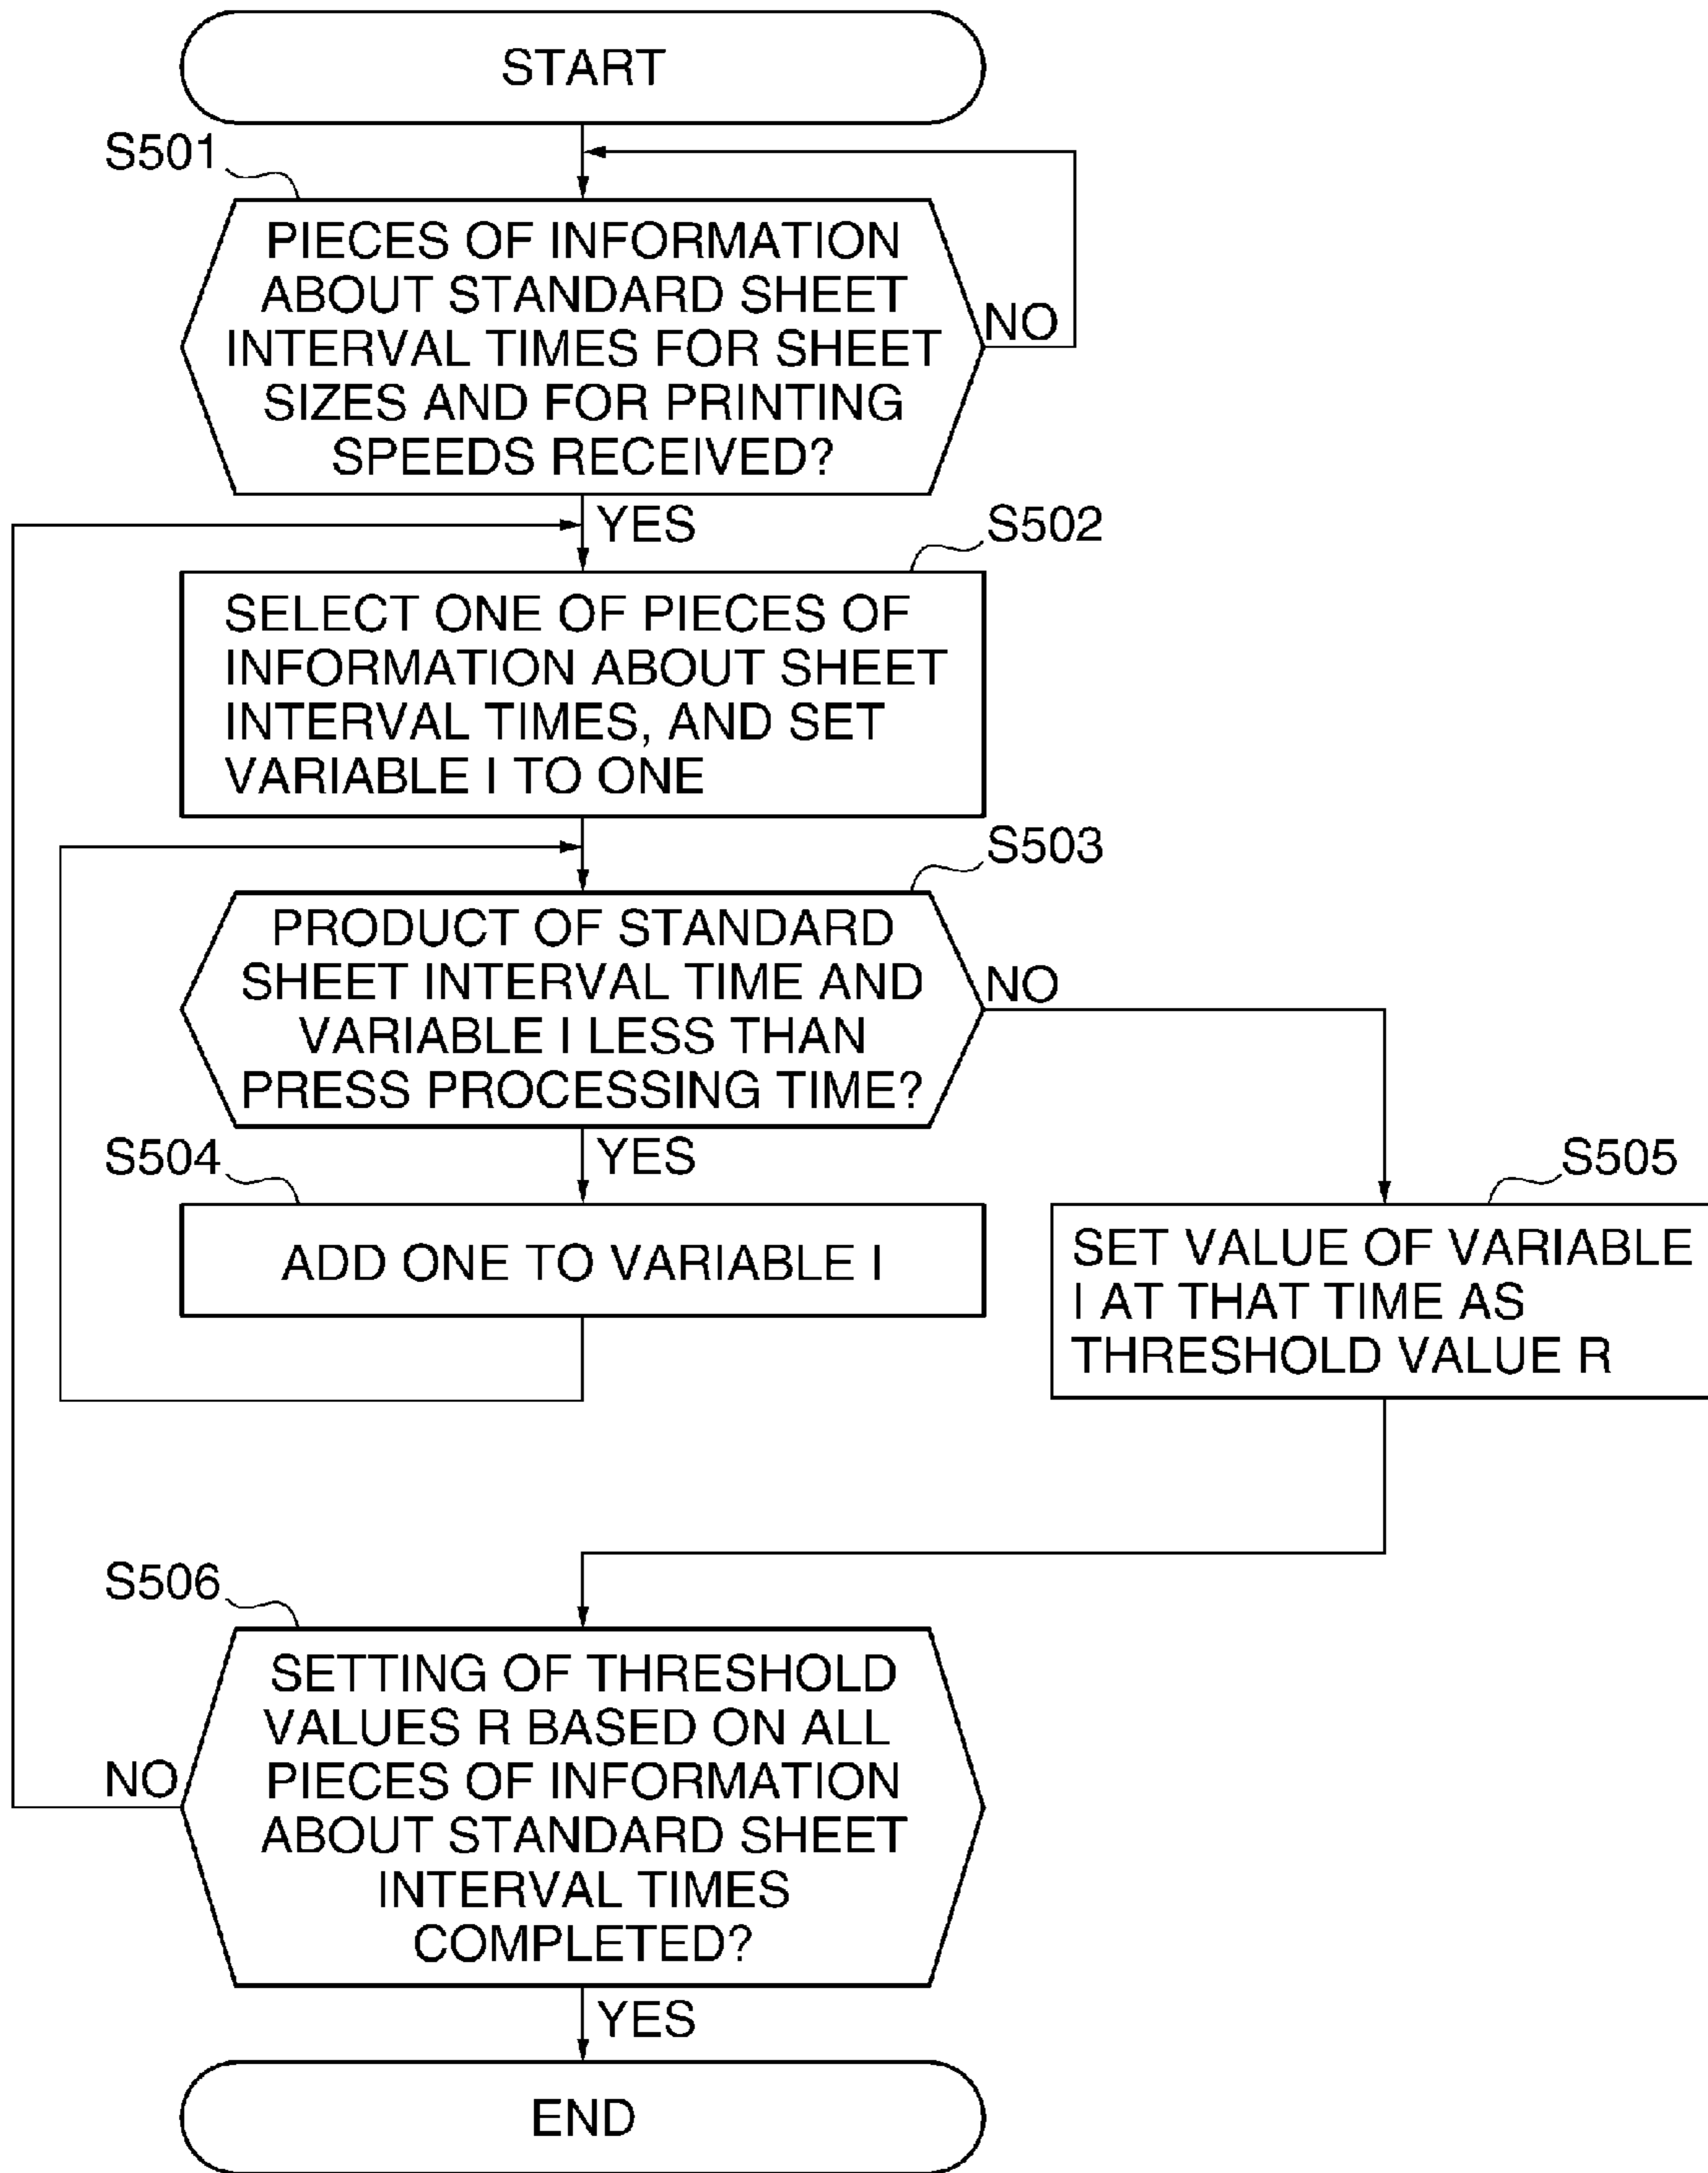 START
S501
PIECES OF INFORMATION
ABOUT STANDARD SHEET
INTERVAL TIMES FOR SHEET
SIZES AND FOR PRINTING
SPEEDS RECEIVED?
NO
YES
S502
SELECT ONE OF PIECES OF
INFORMATION ABOUT SHEET
INTERVAL TIMES, AND SET
VARIABLE I TO ONE
S503
PRODUCT OF STANDARD
SHEET INTERVAL TIME AND
VARIABLE I LESS THAN
PRESS PROCESSING TIME?
NO
YES
S504
ADD ONE TO VARIABLE I
S505
SET VALUE OF VARIABLE
I AT THAT TIME AS
THRESHOLD VALUE R
S506
SETTING OF THRESHOLD
VALUES R BASED ON ALL
PIECES OF INFORMATION
ABOUT STANDARD SHEET
INTERVAL TIMES
COMPLETED?
NO
YES
END